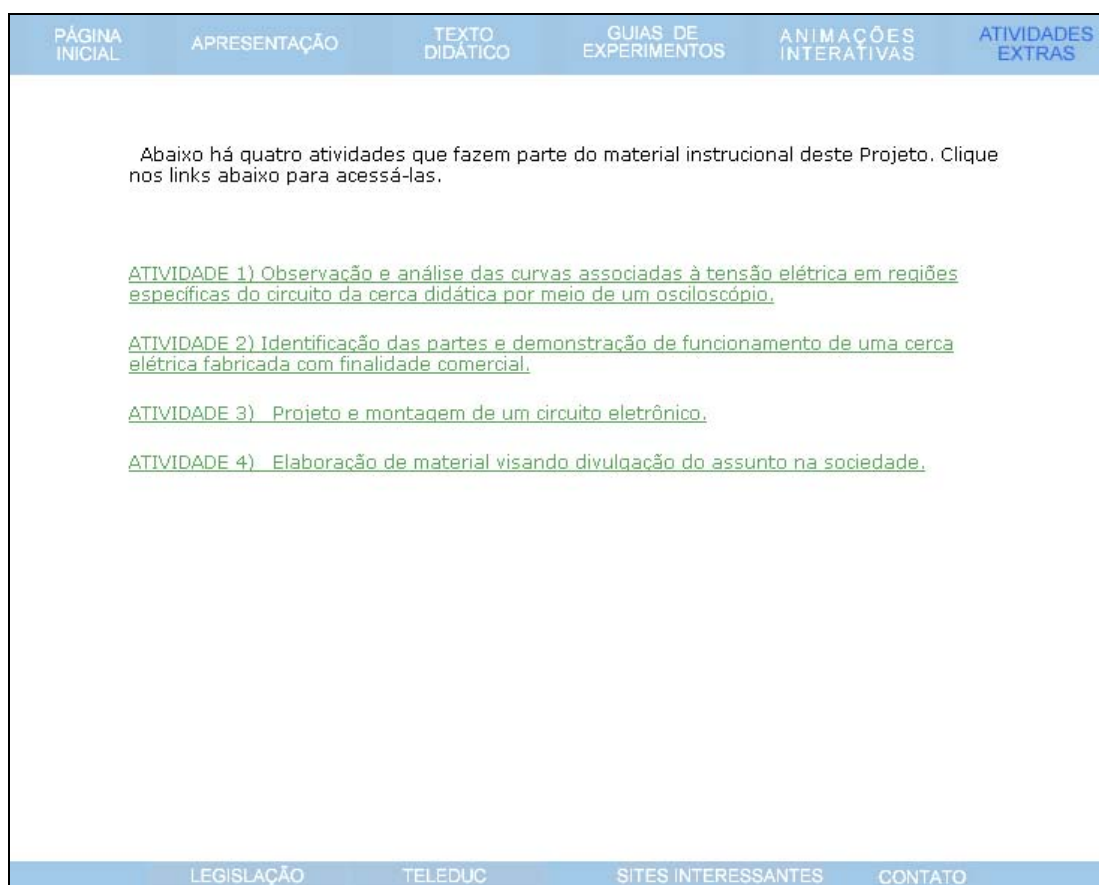 PÁGINA INICIAL
APRESENTAÇÃO
TEXTO DIDÁTICO
GUIAS DE EXPERIMENTOS
ANIMAÇÕES INTERATIVAS
ATIVIDADES EXTRAS
Abaixo há quatro atividades que fazem parte do material instrucional deste Projeto. Clique
nos links abaixo para acessá-las.
ATIVIDADE 1) Observação e análise das curvas associadas à tensão elétrica em regiões
específicas do circuito da cerca didática por meio de um osciloscópio.
ATIVIDADE 2) Identificação das partes e demonstração de funcionamento de uma cerca
elétrica fabricada com finalidade comercial.
ATIVIDADE 3) Projeto e montagem de um circuito eletrônico.
ATIVIDADE 4) Elaboração de material visando divulgação do assunto na sociedade.
LEGISLAÇÃO TELEDUC SITES INTERESSANTES CONTATO